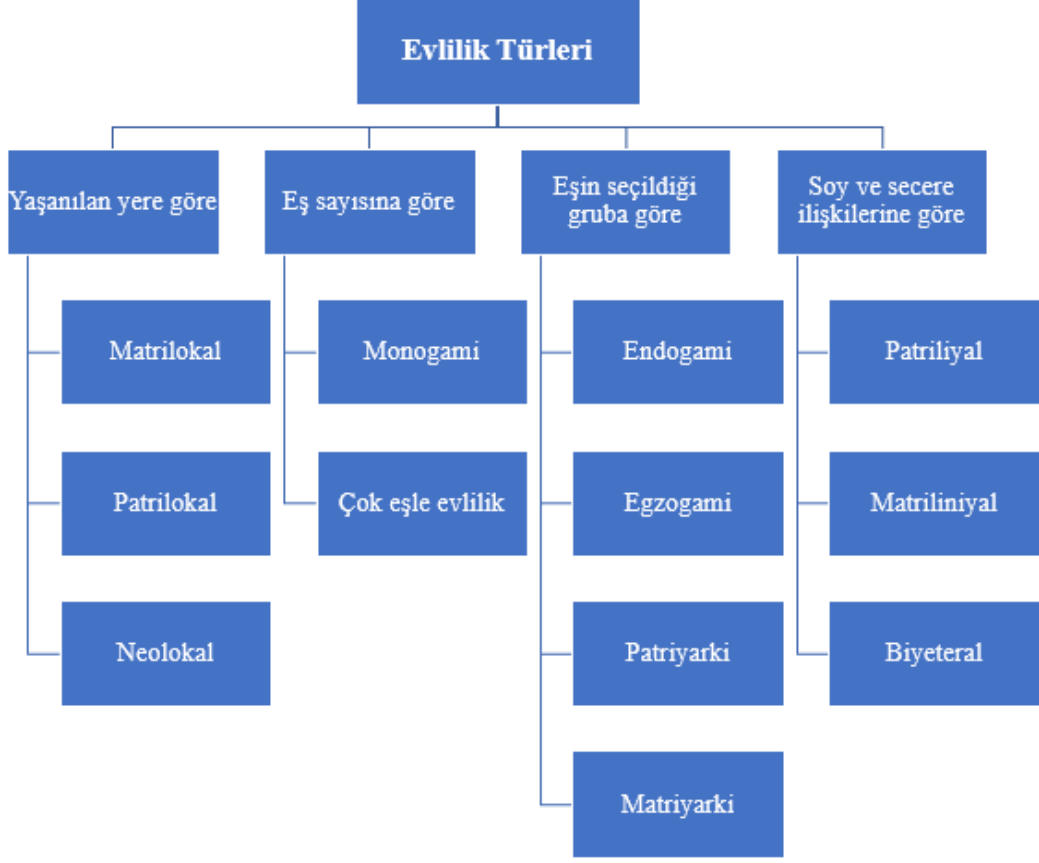 Evlilik Türleri
Yaşanılan yere göre
Matrilokal
Patrilokal
Neolokal
Eş sayısına göre
Monogami
Çok eşle evlilik
Eşin seçildiği
gruba göre
Endogami
Egzogami
Patriyarki
Matriyarki
Soy ve secere
ilişkilerine göre
Patriliyal
Matriliniyal
Biyeteral